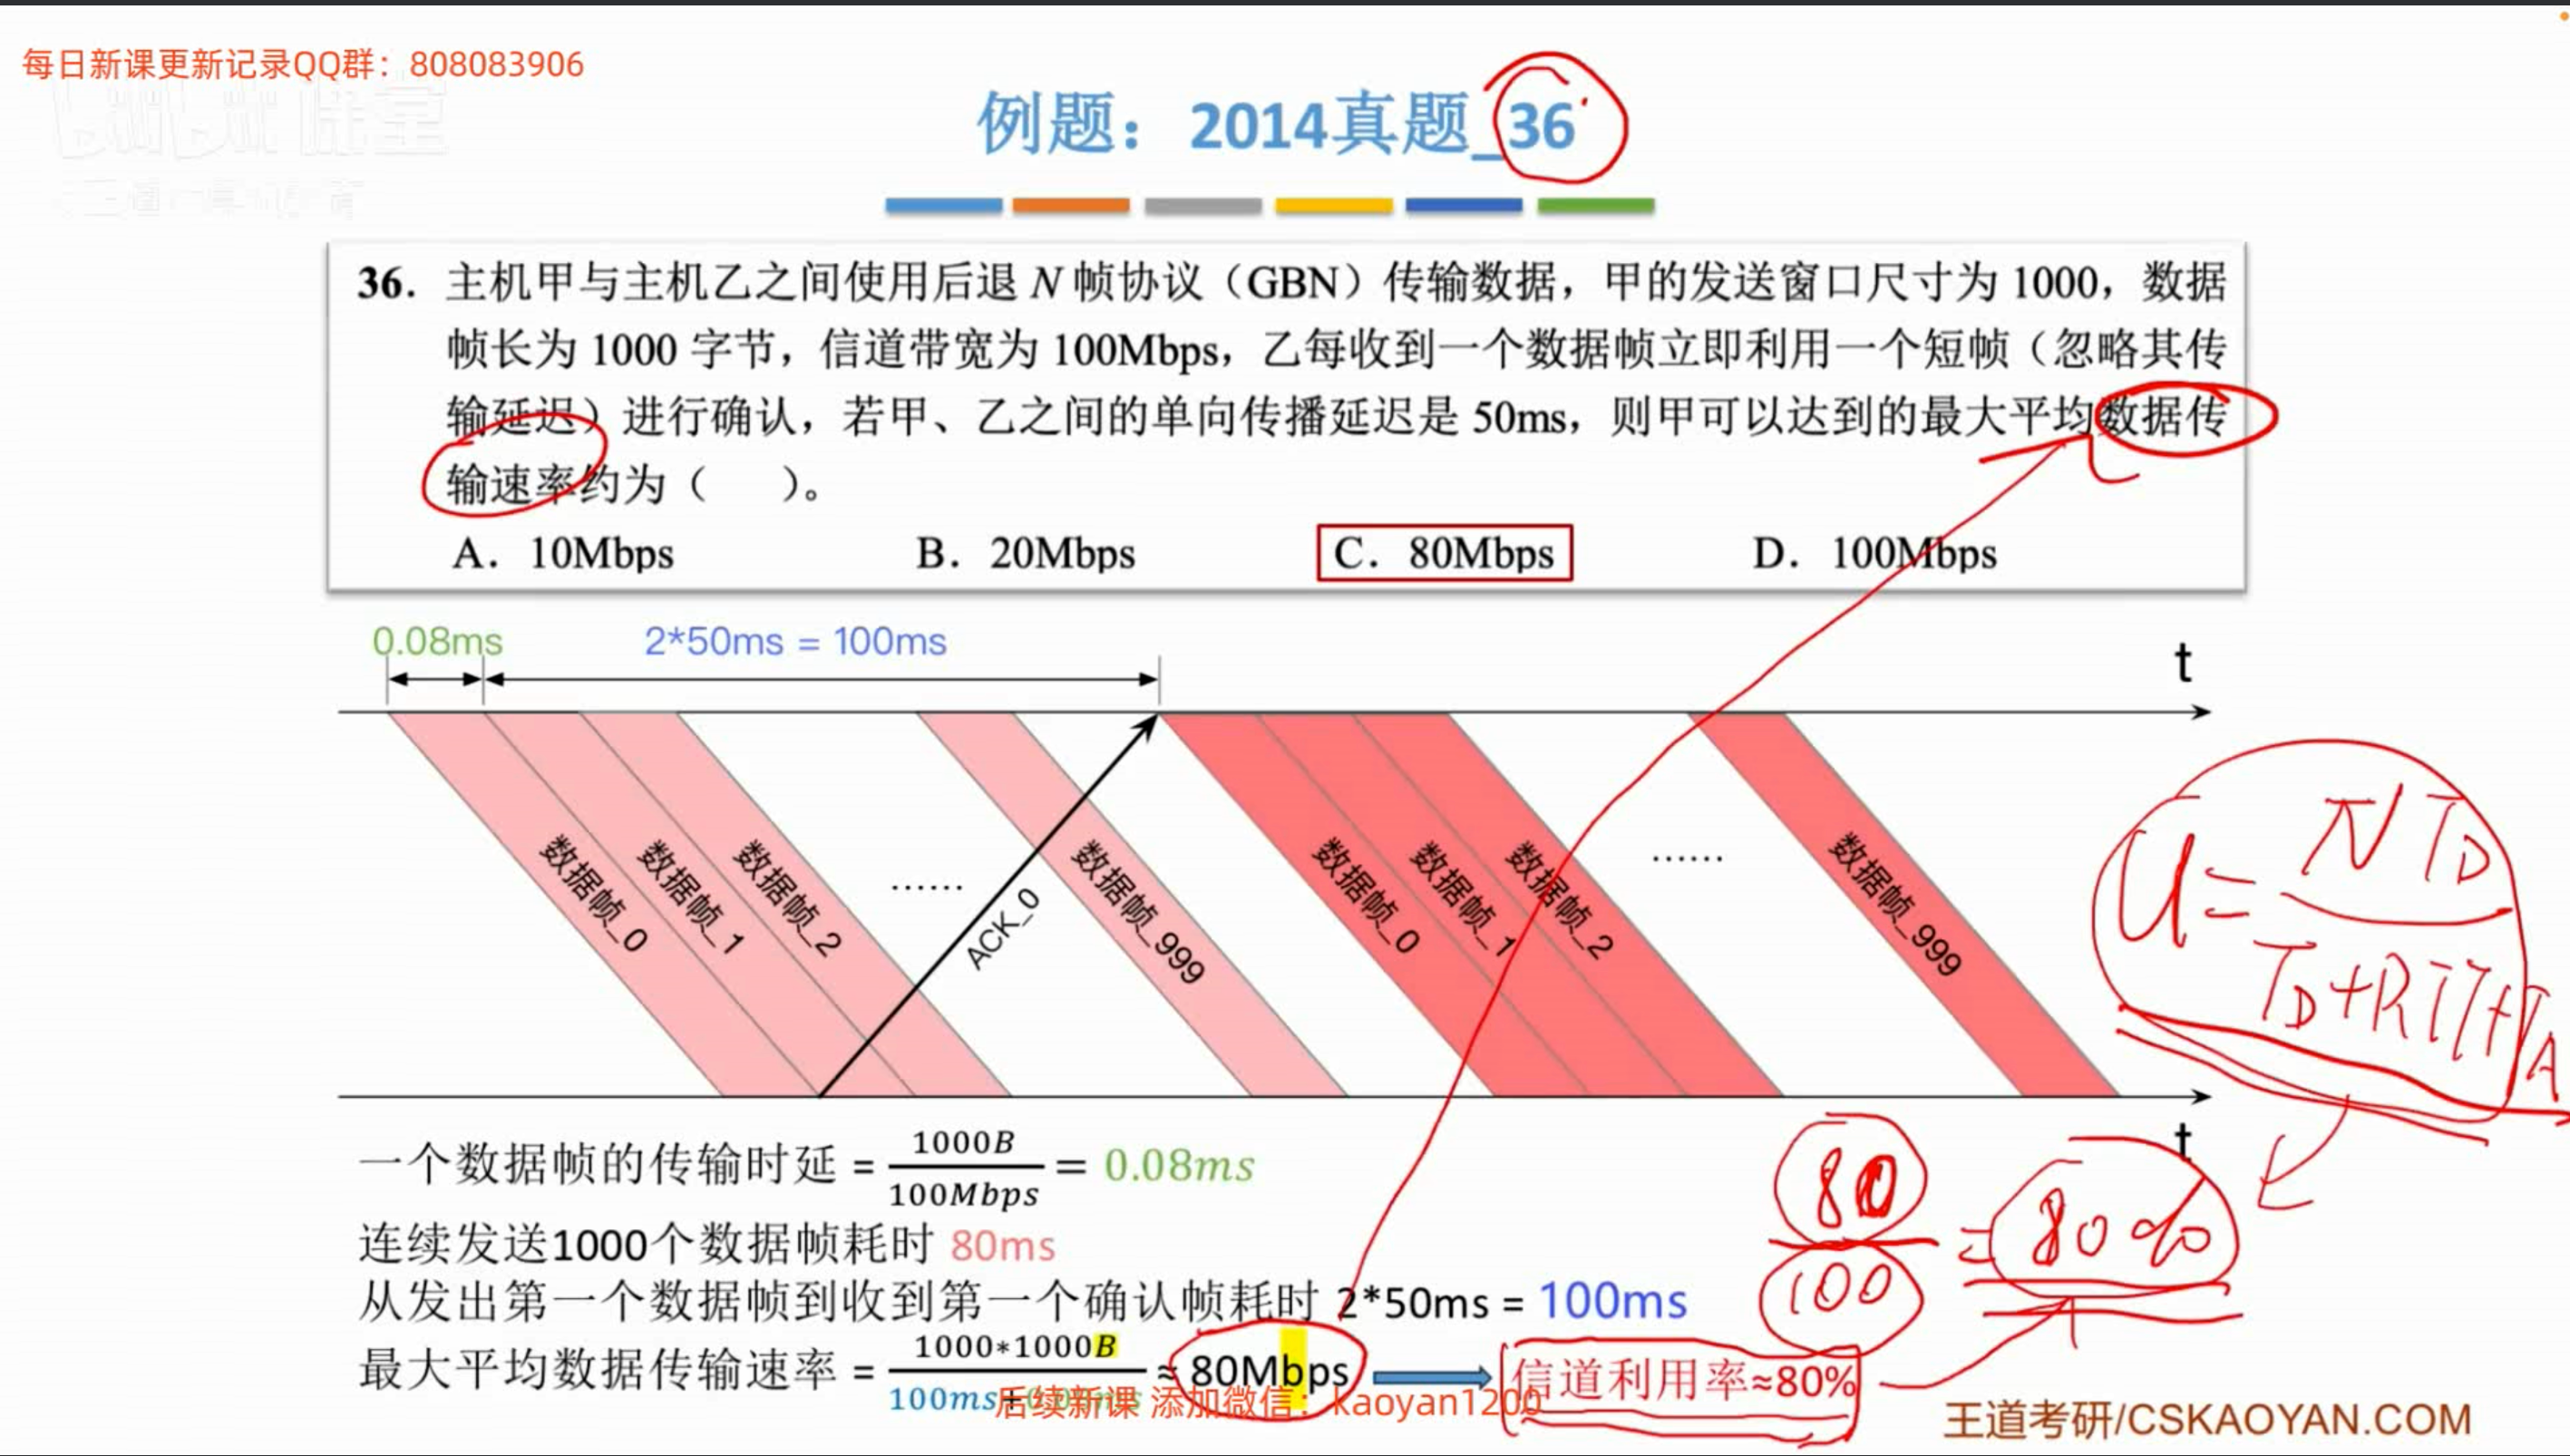 每日新课更新记录QQ群：808083906
例题：2014真题_36
36. 主机甲与主机乙之间使用后退 N 帧协议（GBN）传输数据，甲的发送窗口尺寸为 1000，数据
帧长为 1000 字节，信道带宽为 100Mbps，乙每收到一个数据帧立即利用一个短帧（忽略其传
输延迟）进行确认，若甲、乙之间的单向传播延迟是 50ms，则甲可以达到的最大平均数据传
输速率约为（ ）。
A. 10Mbps B. 20Mbps C. 80Mbps D. 100Mbps
0.08ms 2*50ms = 100ms
t
数据帧_0
数据帧_1
数据帧_2
......
ACK_0
数据帧_999
数据帧_0
数据帧_1
数据帧_2
......
数据帧_999
U = N TD / TD+RTT+TA
t
一个数据帧的传输时延 = 1000B / 100Mbps = 0.08ms
连续发送1000个数据帧耗时 80ms
从发出第一个数据帧到收到第一个确认帧耗时 2*50ms = 100ms
80 / 100 = 80%
最大平均数据传输速率 = 1000*1000B / 100ms+ ≈ 80Mbps 信道利用率≈80%
后续新课 添加微信：kaoyan1200
王道考研/CSKAOYAN.COM